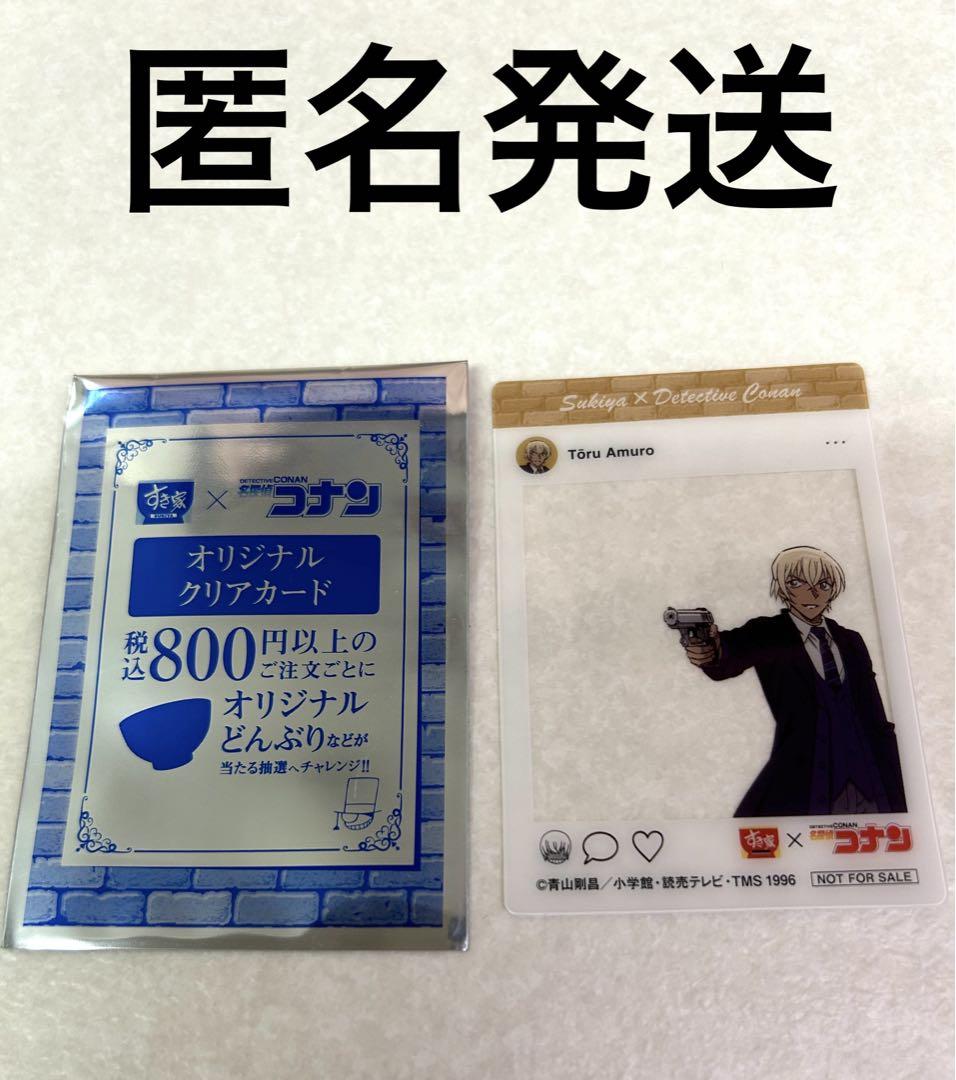 匿名発送
すき家
SUKIYA
×
DETECTIVE CONAN
名探偵
コナン
オリジナル
クリアカード
税込800円以上の
ご注文ごとに
オリジナル
どんぶりなどが
当たる抽選へチャレンジ!!
Sukiya × Detective Conan
Tōru Amuro
...
すき家
×
DETECTIVE CONAN
名探偵
コナン
©青山剛昌／小学館・読売テレビ・TMS 1996
NOT FOR SALE